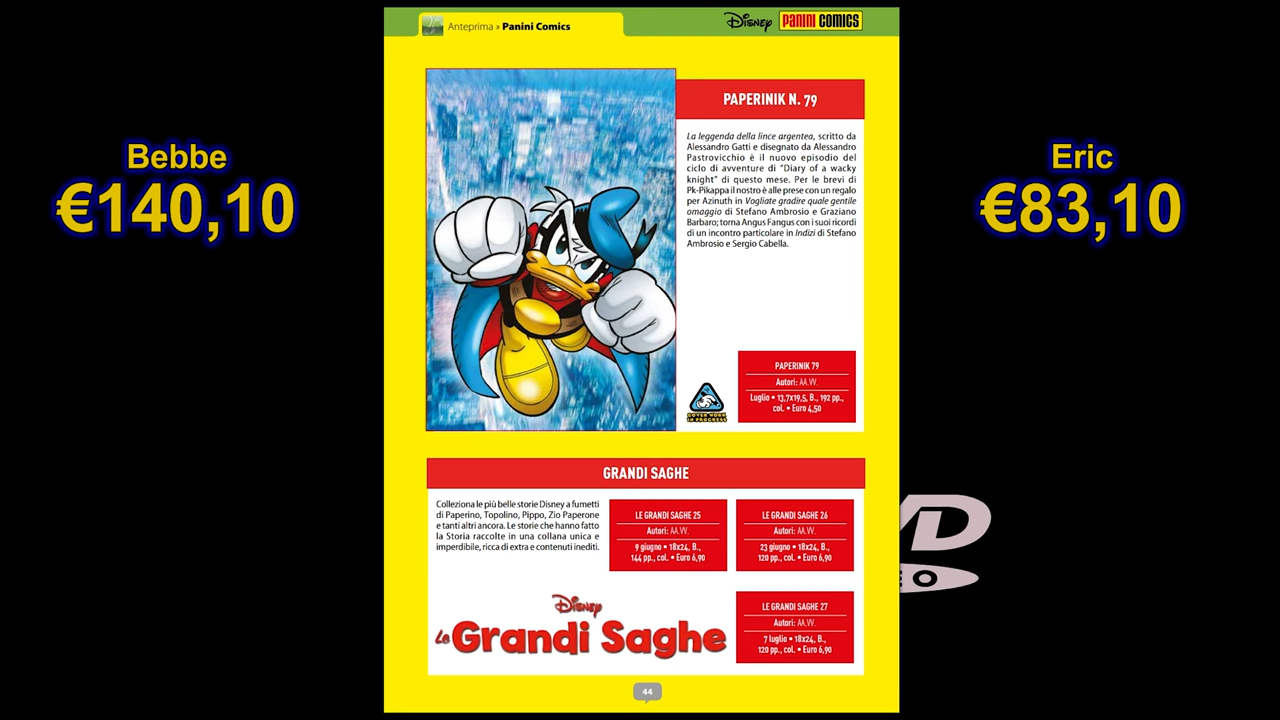 Anteprima » Panini Comics
Disney PANINI COMICS
Bebbe
€140,10
Eric
€83,10
PAPERINIK N. 79
La leggenda della lince argentea, scritto da
Alessandro Gatti e disegnato da Alessandro
Pastrovicchio è il nuovo episodio del
ciclo di avventure di “Diary of a wacky
knight” di questo mese. Per le brevi di
Pk-Pikappa il nostro è alle prese con un regalo
per Azinuth in Vogliate gradire quale gentile
omaggio di Stefano Ambrosio e Graziano
Barbaro; torna Angus Fangus con i suoi ricordi
di un incontro particolare in Indizi di Stefano
Ambrosio e Sergio Cabella.
COVER WORK
IN PROGRESS
PAPERINIK 79
Autori: AA.VV.
Luglio • 13,7x19,5, B., 192 pp.,
col. • Euro 4,50
GRANDI SAGHE
Colleziona le più belle storie Disney a fumetti
di Paperino, Topolino, Pippo, Zio Paperone
e tanti altri ancora. Le storie che hanno fatto
la Storia raccolte in una collana unica e
imperdibile, ricca di extra e contenuti inediti.
LE GRANDI SAGHE 25
Autori: AA.VV.
9 giugno • 18x24, B.,
144 pp., col. • Euro 6,90
LE GRANDI SAGHE 26
Autori: AA.VV.
23 giugno • 18x24, B.,
120 pp., col. • Euro 6,90
Disney
Le Grandi Saghe
LE GRANDI SAGHE 27
Autori: AA.VV.
7 luglio • 18x24, B.,
120 pp., col. • Euro 6,90
44